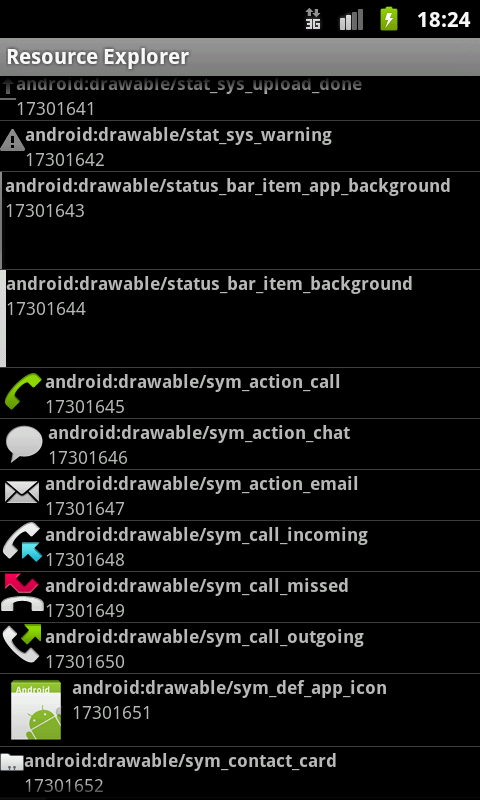 3G 18:24
Resource Explorer
android:drawable/stat_sys_upload_done
17301641
android:drawable/stat_sys_warning
17301642
android:drawable/status_bar_item_app_background
17301643
android:drawable/status_bar_item_background
17301644
android:drawable/sym_action_call
17301645
android:drawable/sym_action_chat
17301646
android:drawable/sym_action_email
17301647
android:drawable/sym_call_incoming
17301648
android:drawable/sym_call_missed
17301649
android:drawable/sym_call_outgoing
17301650
android:drawable/sym_def_app_icon
Android
17301651
android:drawable/sym_contact_card
17301652